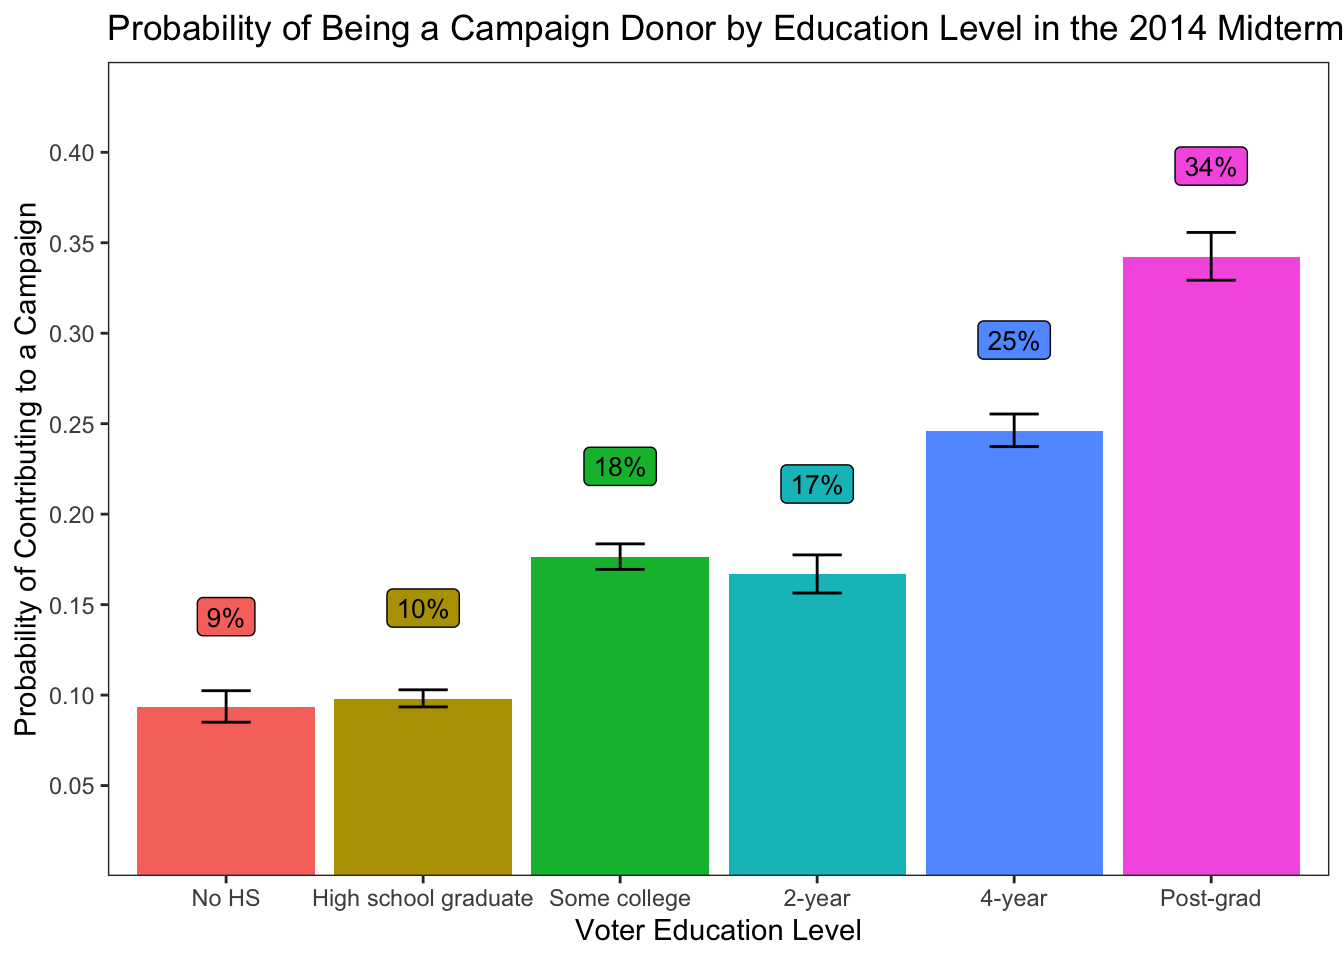 Probability of Being a Campaign Donor by Education Level in the 2014 Midterm
Probability of Contributing to a Campaign
0.40
0.35
0.30
0.25
0.20
0.15
0.10
0.05
9%
10%
18%
17%
25%
34%
No HS
High school graduate
Some college
2-year
4-year
Post-grad
Voter Education Level